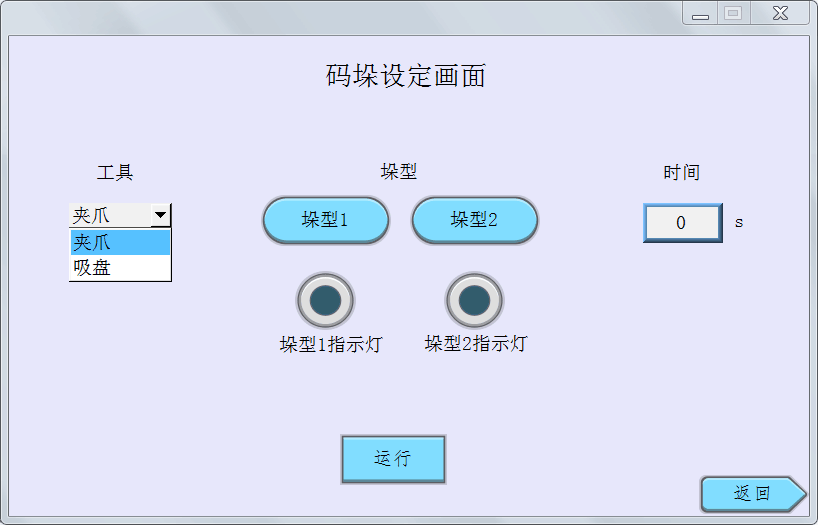 码垛设定画面
工具 垛型 时间
夹爪 垛型1 垛型2 0 s
夹爪
吸盘
垛型1指示灯 垛型2指示灯
运行
返回